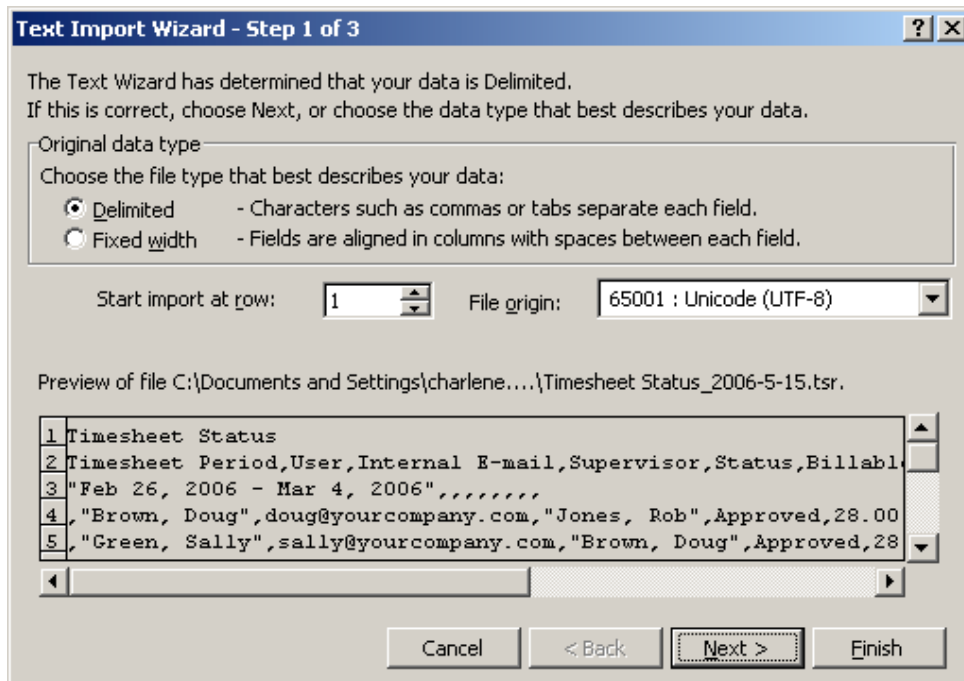 Text Import Wizard - Step 1 of 3
The Text Wizard has determined that your data is Delimited.
If this is correct, choose Next, or choose the data type that best describes your data.
Original data type
Choose the file type that best describes your data:
Delimited - Characters such as commas or tabs separate each field.
Fixed width - Fields are aligned in columns with spaces between each field.
Start import at row: 1 File origin: 65001 : Unicode (UTF-8)
Preview of file C:\Documents and Settings\charlene....\Timesheet Status_2006-5-15.tsr.
1 Timesheet Status
2 Timesheet Period,User,Internal E-mail,Supervisor,Status,Billabl
3 "Feb 26, 2006 - Mar 4, 2006",,,,,,,,
4 ,"Brown, Doug",doug@yourcompany.com,"Jones, Rob",Approved,28.00
5 ,"Green, Sally",sally@yourcompany.com,"Brown, Doug",Approved,28
Cancel < Back Next > Finish